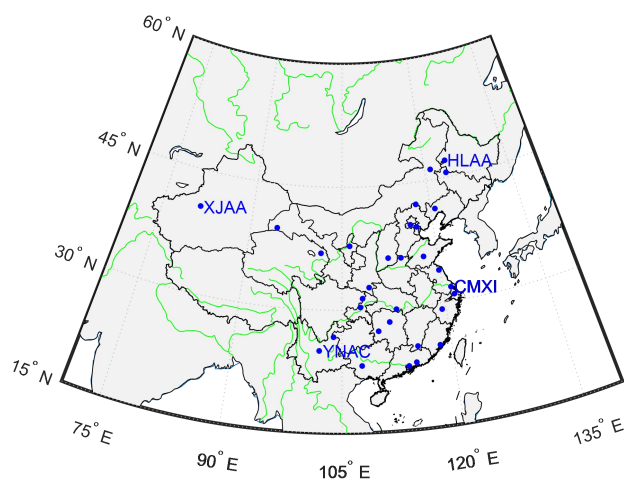 60° N
45° N
30° N
15° N
HLAA
XJAA
CMXI
YNAC
75° E
90° E
105° E
120° E
135° E